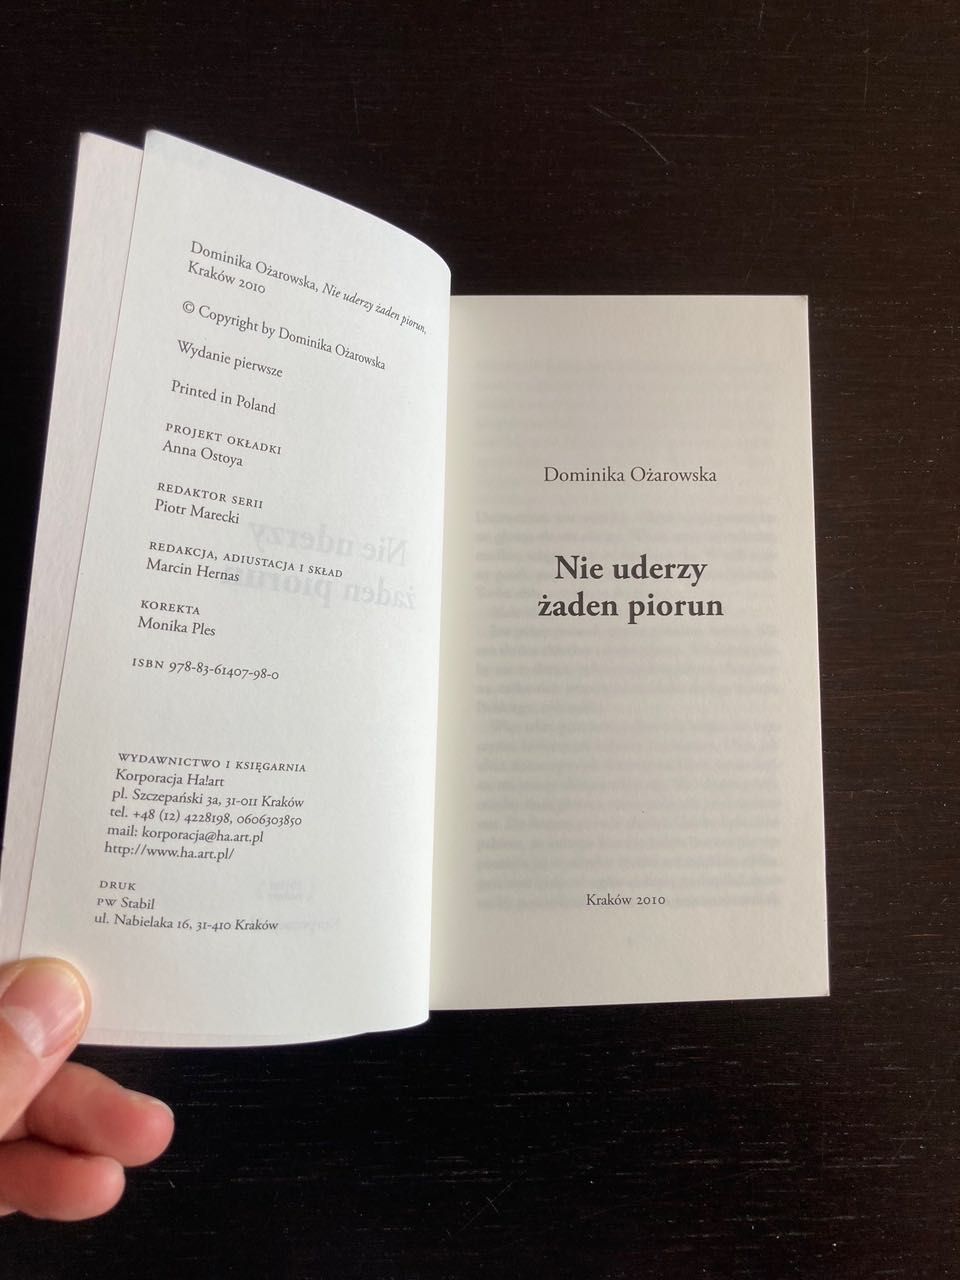 Dominika Ożarowska, Nie uderzy żaden piorun,
Kraków 2010
© Copyright by Dominika Ożarowska
Wydanie pierwsze
Printed in Poland
PROJEKT OKŁADKI
Anna Ostoya
REDAKTOR SERII
Piotr Marecki
REDAKCJA, ADIUSTACJA I SKŁAD
Marcin Hernas
KOREKTA
Monika Ples
ISBN 978-83-61407-98-0
WYDAWNICTWO I KSIĘGARNIA
Korporacja Ha!art
pl. Szczepański 3a, 31-011 Kraków
tel. +48 (12) 4228198, 0606303850
mail: korporacja@ha.art.pl
http://www.ha.art.pl/
DRUK
PW Stabil
ul. Nabielaka 16, 31-410 Kraków
Dominika Ożarowska
Nie uderzy
żaden piorun
Kraków 2010